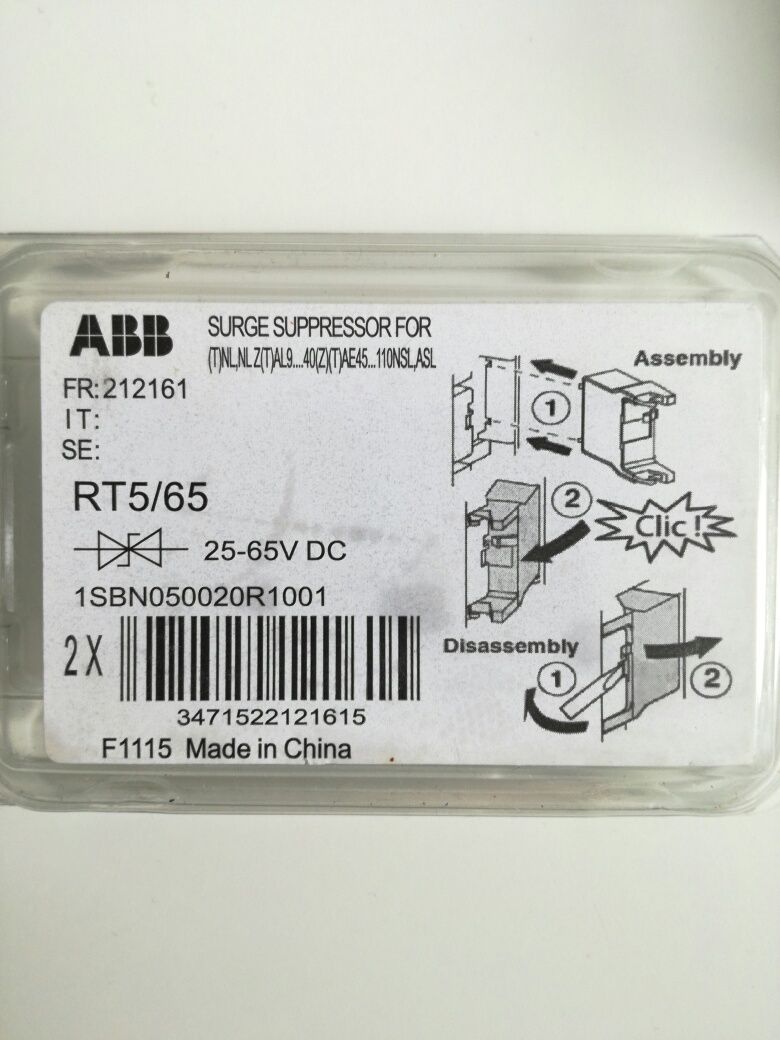 ABB
SURGE SUPPRESSOR FOR
(T)NL,NL Z(T)AL9....40(Z)(T)AE45...110NSL,ASL
FR:212161
IT:
SE:
RT5/65
25-65V DC
1SBN050020R1001
2X
3471522121615
F1115 Made in China
Assembly
1
2
Clic!
Disassembly
1
2